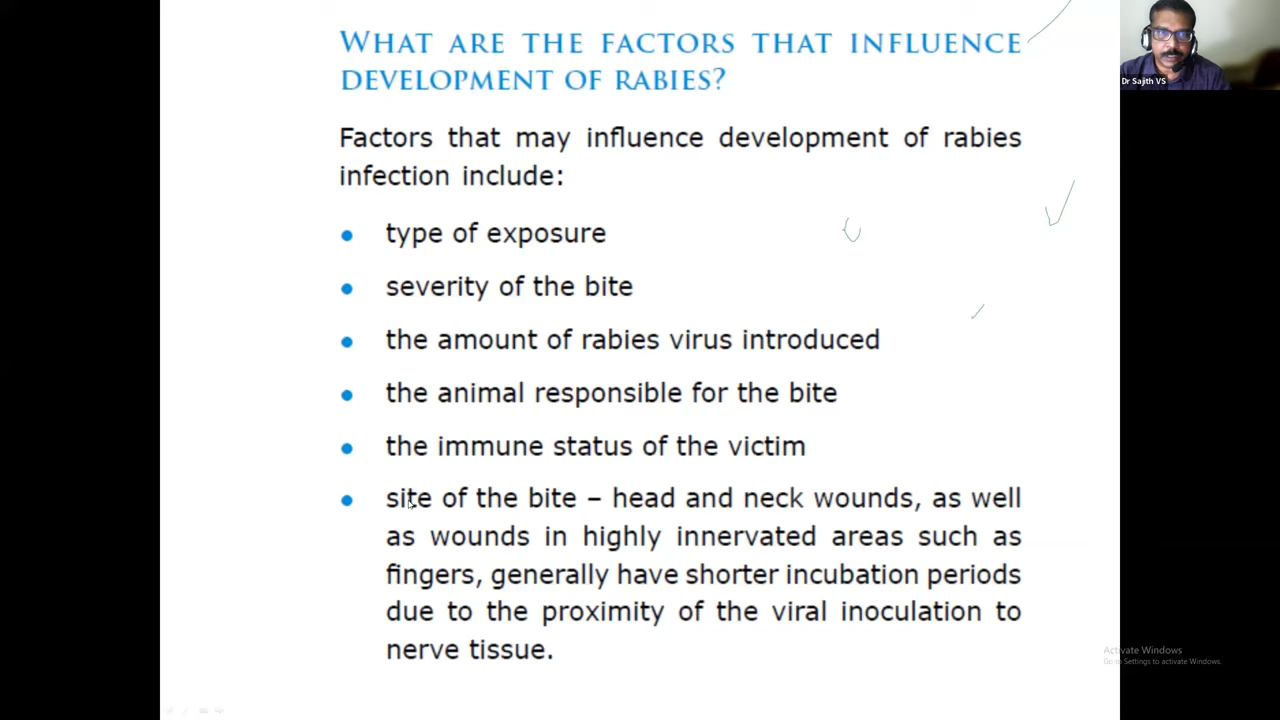 WHAT ARE THE FACTORS THAT INFLUENCE
DEVELOPMENT OF RABIES?
Factors that may influence development of rabies
infection include:
• type of exposure
• severity of the bite
• the amount of rabies virus introduced
• the animal responsible for the bite
• the immune status of the victim
• site of the bite – head and neck wounds, as well
as wounds in highly innervated areas such as
fingers, generally have shorter incubation periods
due to the proximity of the viral inoculation to
nerve tissue.
Dr Sajith VS
Activate Windows
Go to Settings to activate Windows.